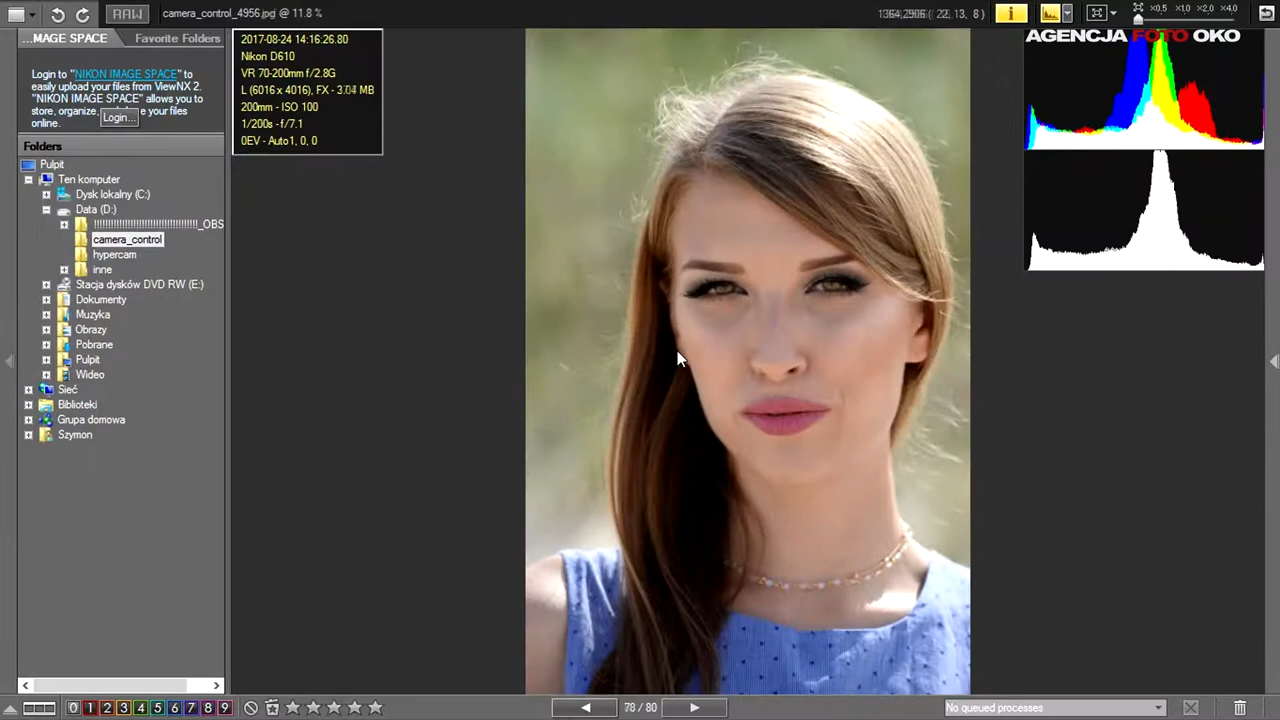 RAW camera_control_4956.jpg @ 11.8 % x0,5 x1,0 x2,0 x4,0
...MAGE SPACE Favorite Folders
AGENCJA FOTO OKO
Login to "NIKON IMAGE SPACE" to
easily upload your files from ViewNX 2.
"NIKON IMAGE SPACE" allows you to
store, organize, e your files
online. Login...
Folders
Pulpit
Ten komputer
Dysk lokalny (C:)
Data (D:)
_OBS
camera_control
hypercam
inne
Stacja dysków DVD RW (E:)
Dokumenty
Muzyka
Obrazy
Pobrane
Pulpit
Wideo
Sieć
Biblioteki
Grupa domowa
Szymon
2017-08-24 14:16:26.80
Nikon D610
VR 70-200mm f/2.8G
L (6016 x 4016), FX - 3.04 MB
200mm - ISO 100
1/200s - f/7.1
0EV - Auto1, 0, 0
0 1 2 3 4 5 6 7 8 9 78 / 80 No queued processes